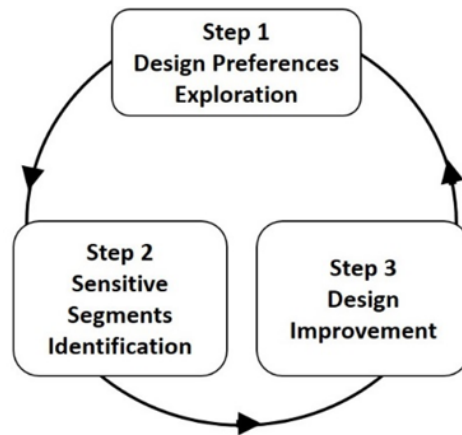 Step 1
Design Preferences
Exploration
Step 2
Sensitive
Segments
Identification
Step 3
Design
Improvement